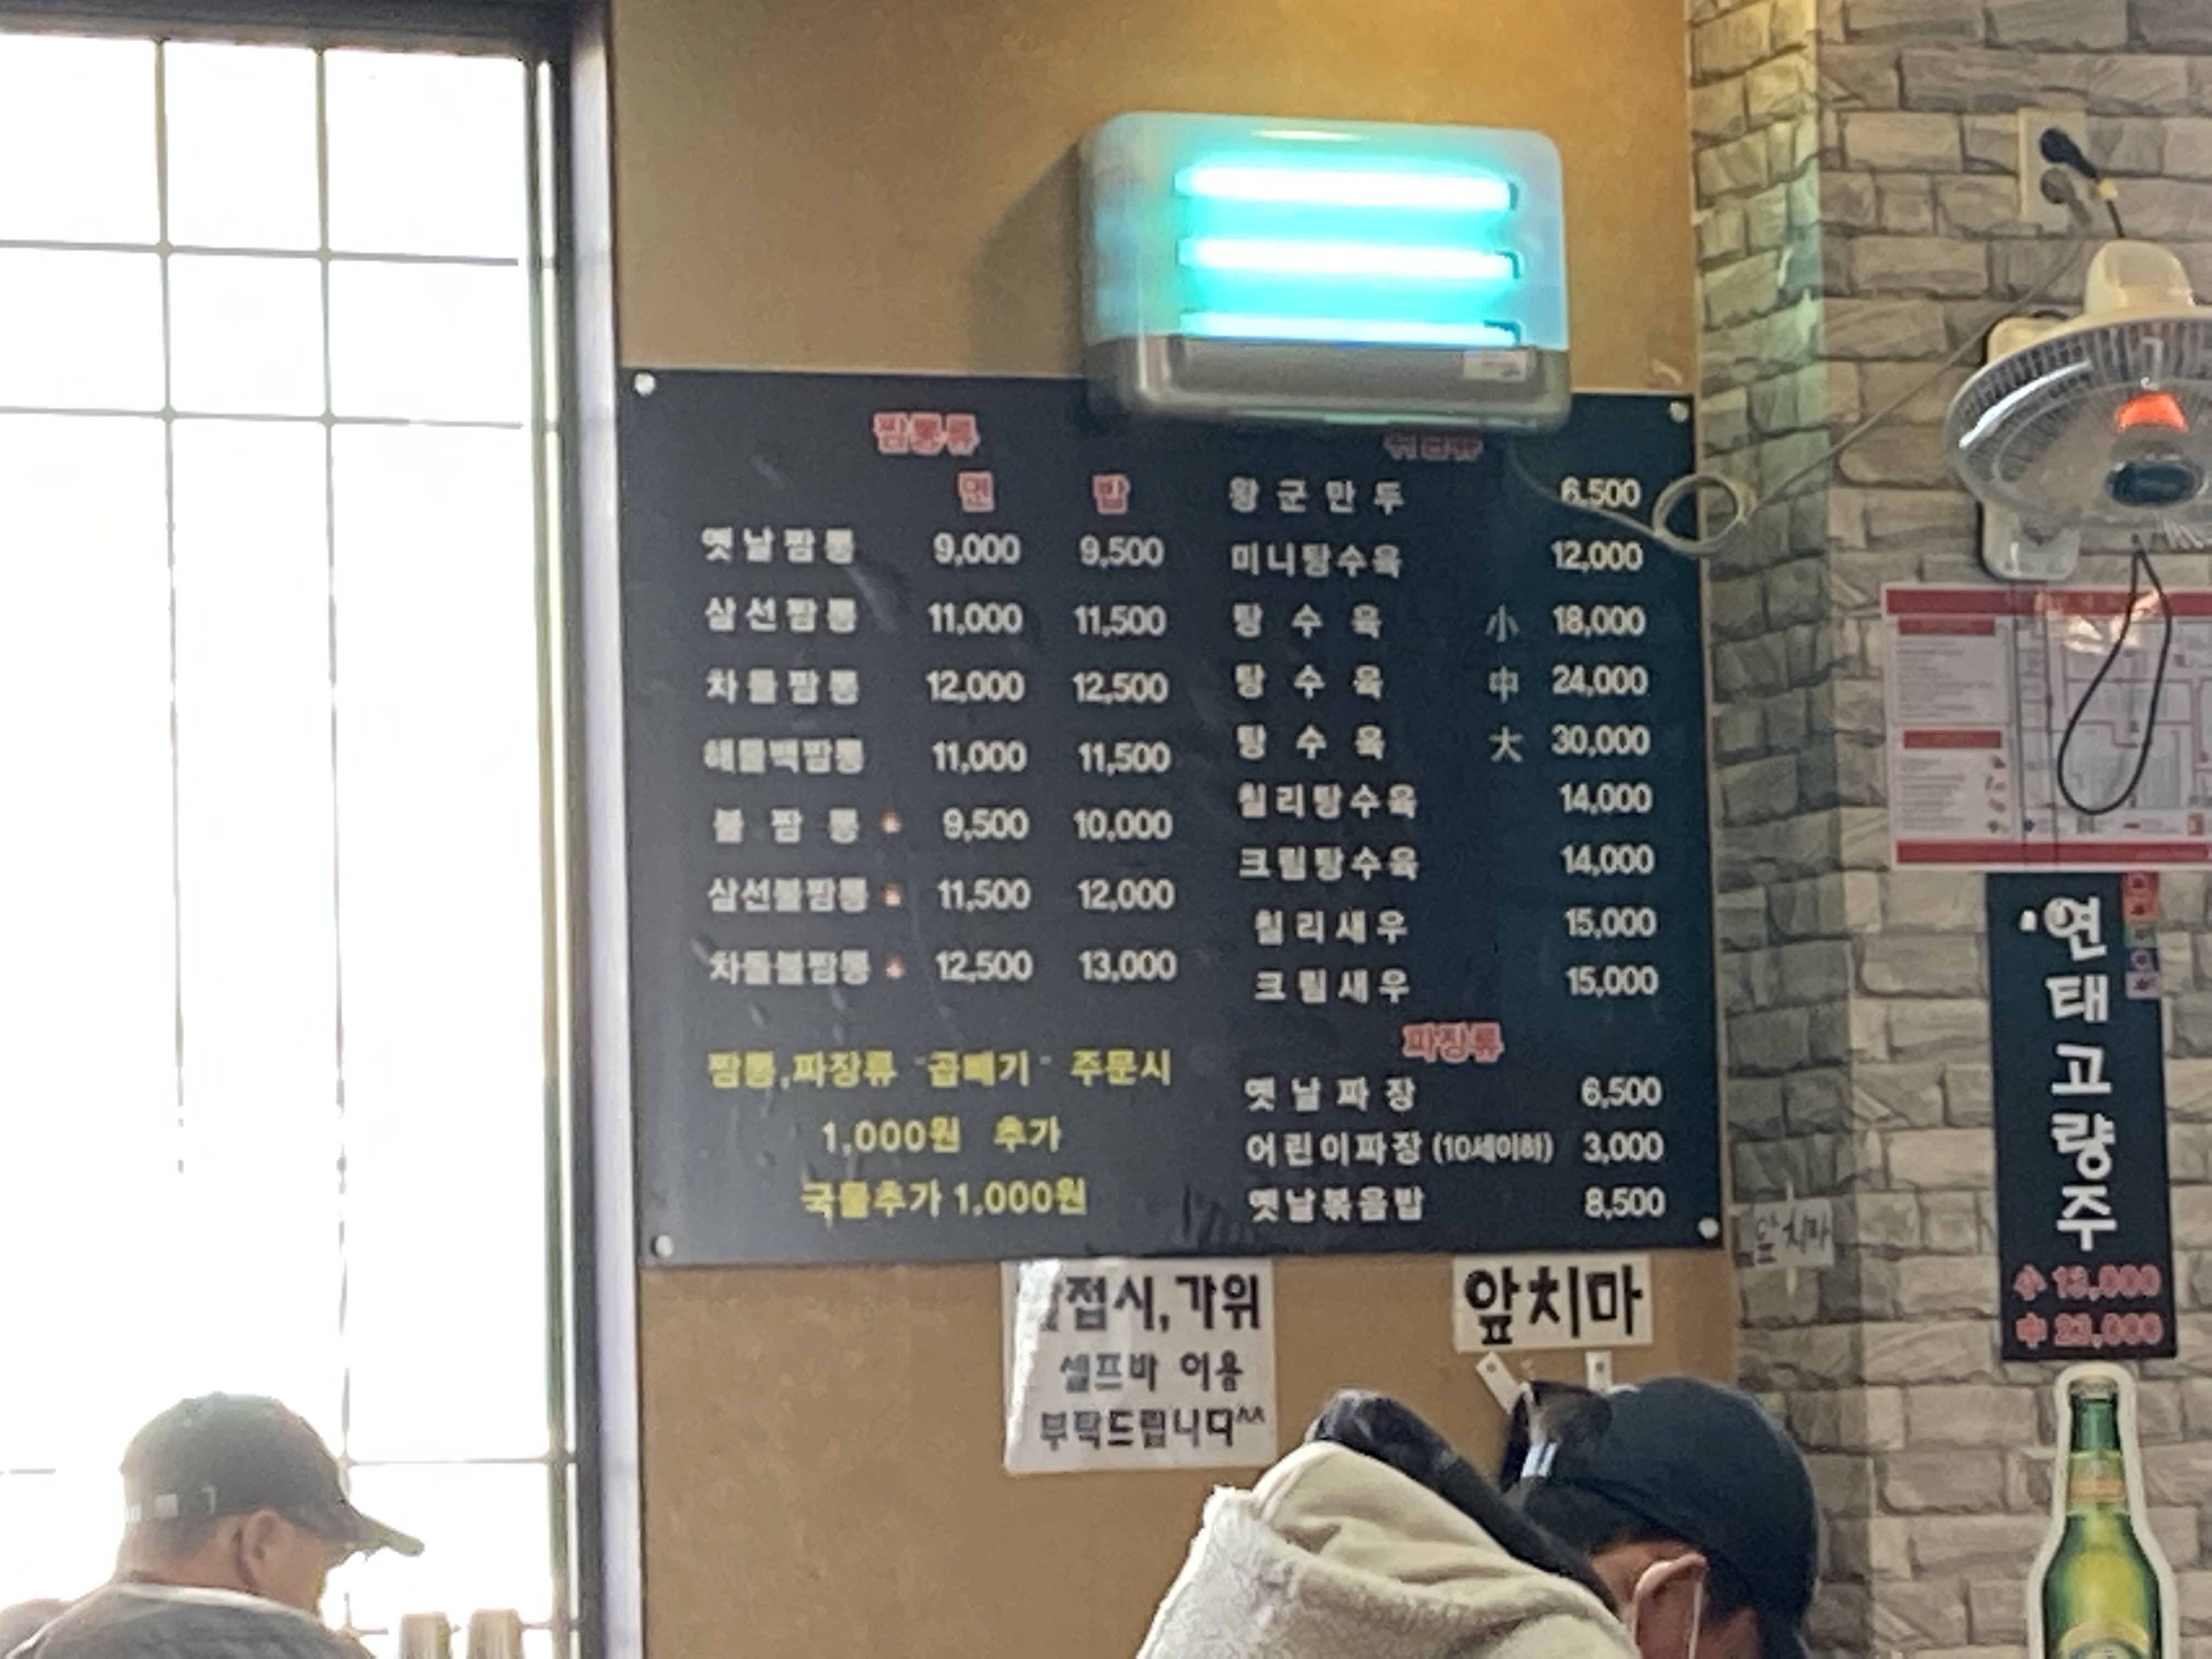 짬뽕류
면 밥
옛날짬뽕 9,000 9,500
삼선짬뽕 11,000 11,500
차돌짬뽕 12,000 12,500
해물백짬뽕 11,000 11,500
불짬뽕 9,500 10,000
삼선불짬뽕 11,500 12,000
차돌불짬뽕 12,500 13,000
짬뽕,짜장류 "곱빼기" 주문시
1,000원 추가
국물추가 1,000원
왕군만두 6,500
미니탕수육 12,000
탕수육 小 18,000
탕수육 中 24,000
탕수육 大 30,000
칠리탕수육 14,000
크림탕수육 14,000
칠리새우 15,000
크림새우 15,000
짜장류
옛날짜장 6,500
어린이짜장 (10세이하) 3,000
옛날볶음밥 8,500
앞접시, 가위
셀프바 이용
부탁드립니다^^
앞치마
앞치마
연태고량주
小
中